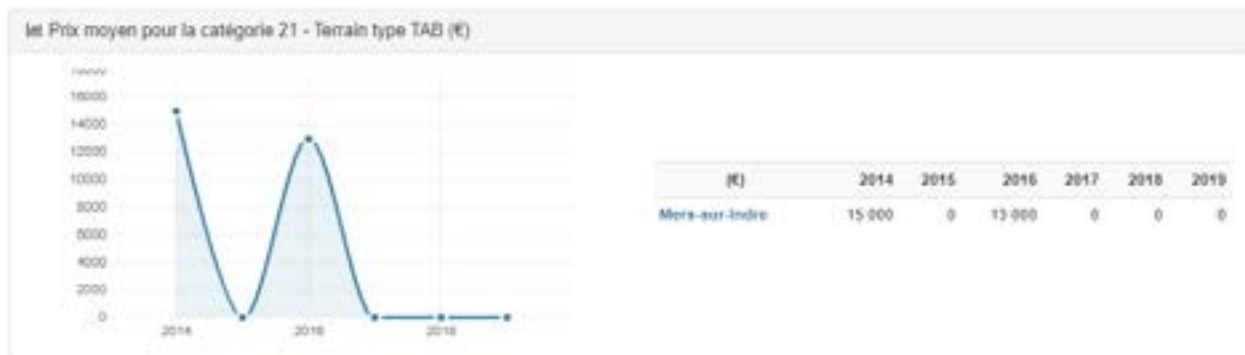 Prix moyen pour la catégorie 21 - Terrain type TAB (€)
16000
14000
12000
10000
8000
6000
4000
2000
0
2014 2016 2018
(€) 2014 2015 2016 2017 2018 2019
Mers-sur-Indre 15 000 0 13 000 0 0 0